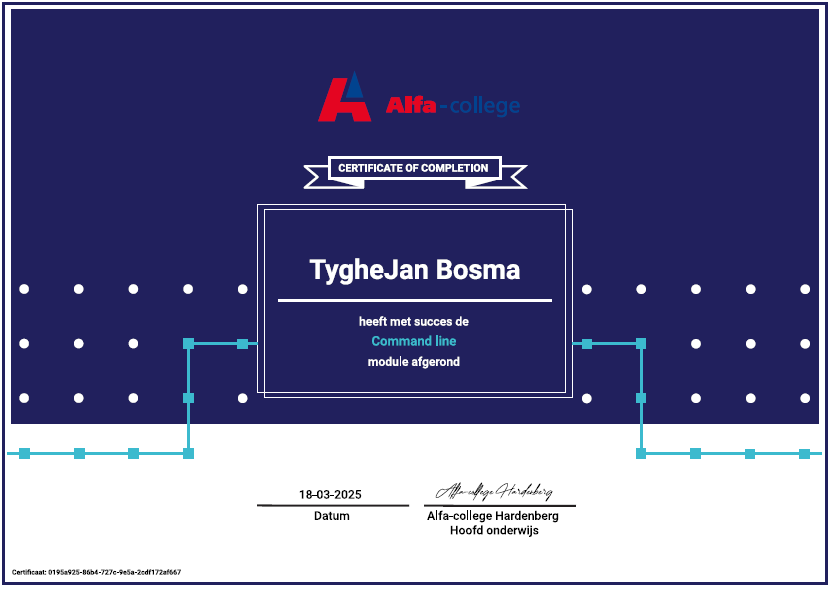 Alfa-college
CERTIFICATE OF COMPLETION
TygheJan Bosma
heeft met succes de
Command line
module afgerond
18-03-2025
Datum
Alfa-college Hardenberg
Alfa-college Hardenberg
Hoofd onderwijs
Certificaat: 0195a925-86b4-727c-9e5a-2cdf172af667